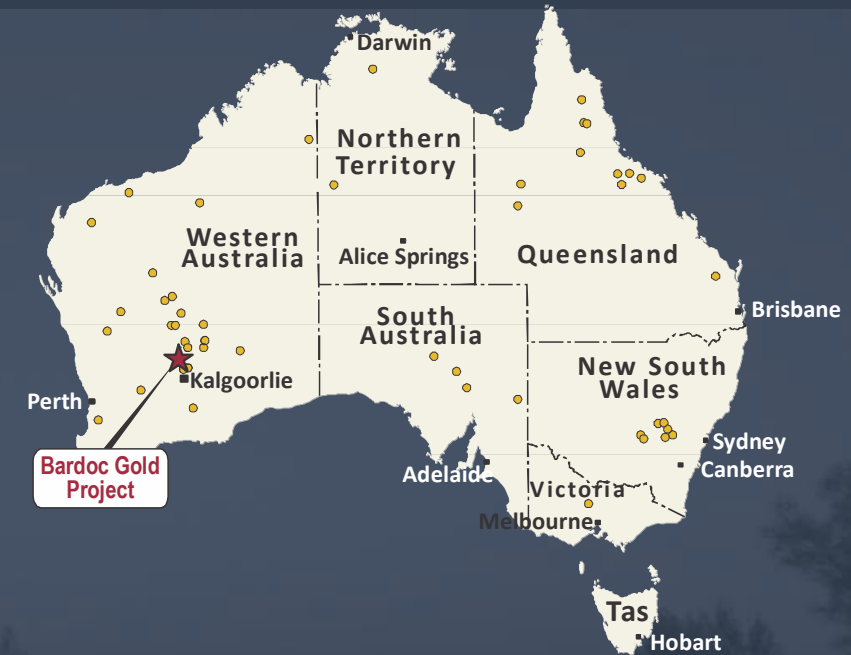 Darwin
Northern
Territory
Western
Australia
Alice Springs
Queensland
South
Australia
Brisbane
New South
Wales
Kalgoorlie
Perth
Bardoc Gold
Project
Sydney
Canberra
Adelaide
Victoria
Melbourne
Tas
Hobart